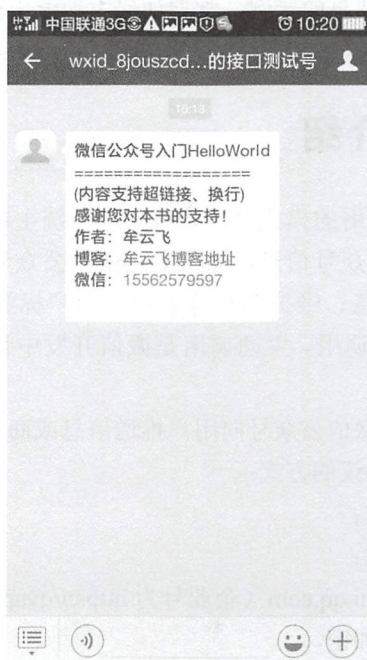 中国联通3G 10:20
wxid_8jouszcd...的接口测试号
10:18
微信公众号入门HelloWorld
==================
(内容支持超链接、换行)
感谢您对本书的支持!
作者：牟云飞
博客：牟云飞博客地址
微信：15562579597